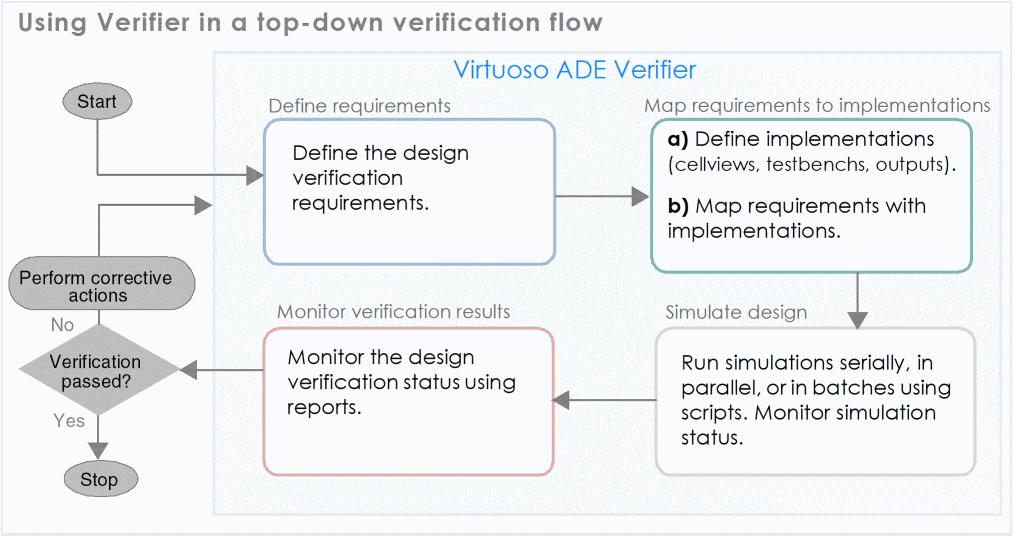 Using Verifier in a top-down verification flow
Virtuoso ADE Verifier
Start
Define requirements
Define the design
verification
requirements.
Map requirements to implementations
a) Define implementations
(cellviews, testbenchs, outputs).
b) Map requirements with
implementations.
Simulate design
Run simulations serially, in
parallel, or in batches using
scripts. Monitor simulation
status.
Monitor verification results
Monitor the design
verification status using
reports.
Verification
passed?
No
Perform corrective
actions
Yes
Stop